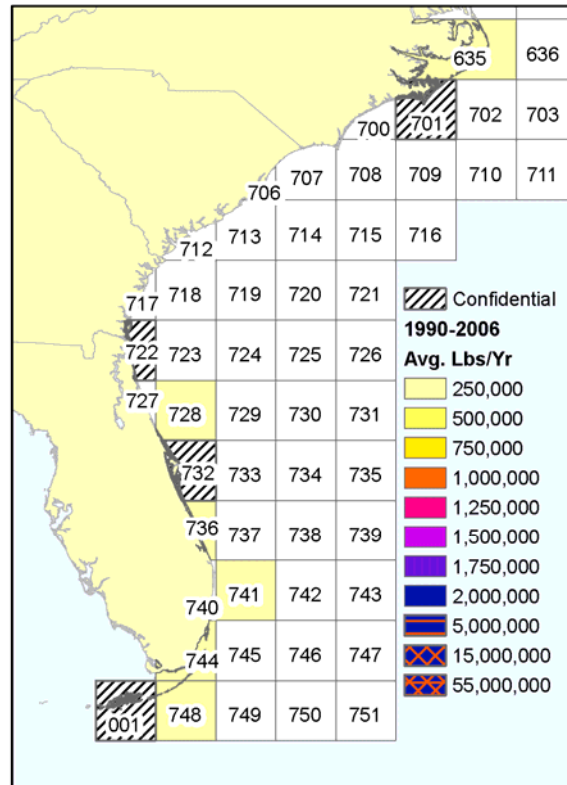 635 636
700 701 702 703
706 707 708 709 710 711
712 713 714 715 716
717 718 719 720 721
722 723 724 725 726
727 728 729 730 731
732 733 734 735
736 737 738 739
740 741 742 743
744 745 746 747
001 748 749 750 751
Confidential
1990-2006
Avg. Lbs/Yr
250,000
500,000
750,000
1,000,000
1,250,000
1,500,000
1,750,000
2,000,000
5,000,000
15,000,000
55,000,000